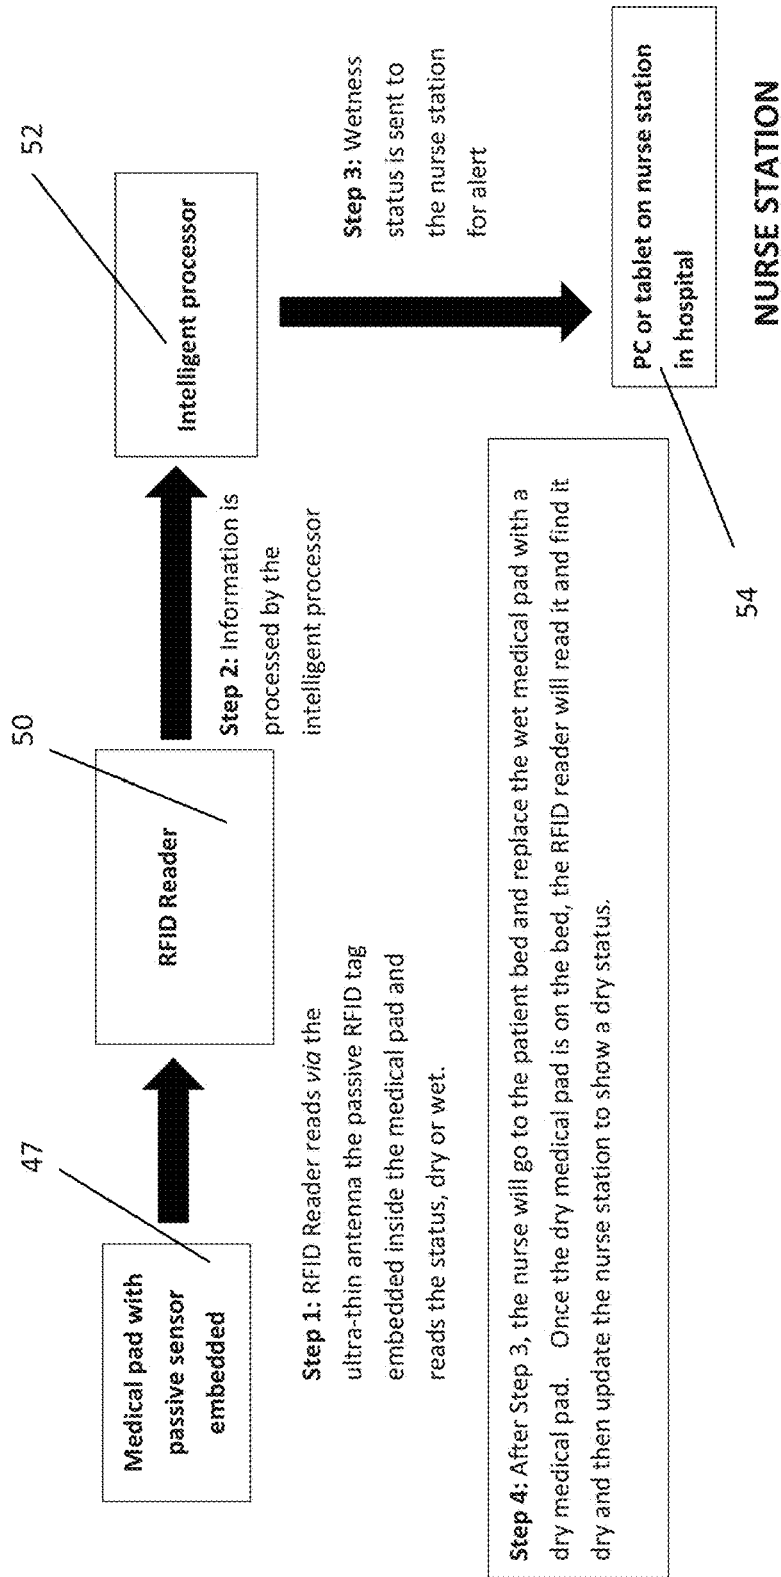 47
Medical pad with
passive sensor
embedded
50
RFID Reader
52
Intelligent processor
Step 1: RFID Reader reads via the
ultra-thin antenna the passive RFID tag
embedded inside the medical pad and
reads the status, dry or wet.
Step 2: Information is
processed by the
intelligent processor
Step 3: Wetness
status is sent to
the nurse station
for alert
Step 4: After Step 3, the nurse will go to the patient bed and replace the wet medical pad with a
dry medical pad. Once the dry medical pad is on the bed, the RFID reader will read it and find it
dry and then update the nurse station to show a dry status.
PC or tablet on nurse station
in hospital
54
NURSE STATION